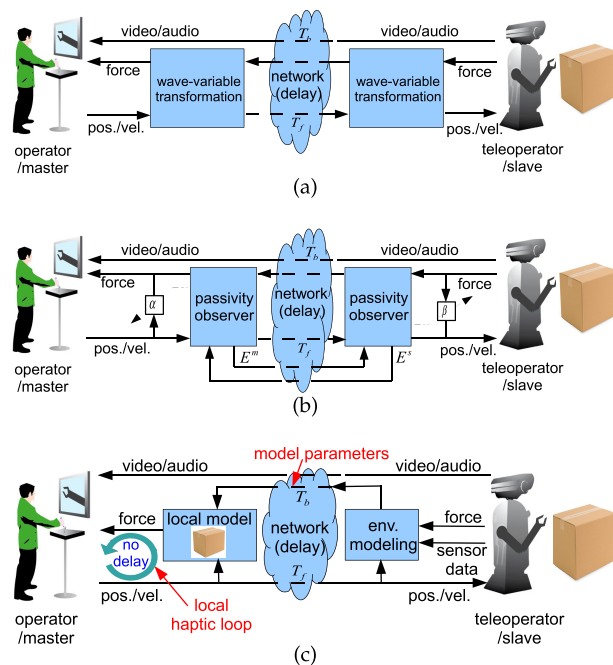 video/audio
T_b
video/audio
force
wave-variable
transformation
network
(delay)
wave-variable
transformation
force
pos./vel.
T_f
pos./vel.
operator
/master
teleoperator
/slave
(a)
video/audio
T_b
video/audio
force
α
passivity
observer
network
(delay)
passivity
observer
β
force
pos./vel.
T_f
pos./vel.
E^m
E^s
operator
/master
teleoperator
/slave
(b)
model parameters
video/audio
video/audio
T_b
force
local model
network
(delay)
env.
modeling
force
sensor
data
no
delay
pos./vel.
T_f
pos./vel.
local
haptic loop
operator
/master
teleoperator
/slave
(c)